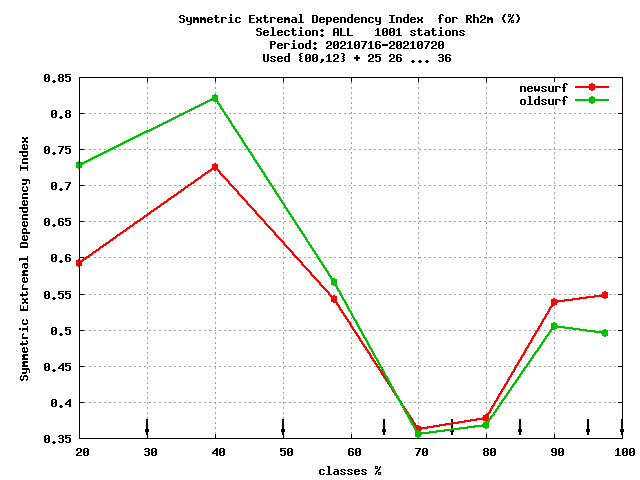 Symmetric Extremal Dependency Index  for Rh2m (%)
Selection: ALL   1001 stations
Period: 20210716-20210720
Used {00,12} + 25 26 ... 36
newsurf
oldsurf
Symmetric Extremal Dependency Index
0.85
0.8
0.75
0.7
0.65
0.6
0.55
0.5
0.45
0.4
0.35
20 30 40 50 60 70 80 90 100
classes %